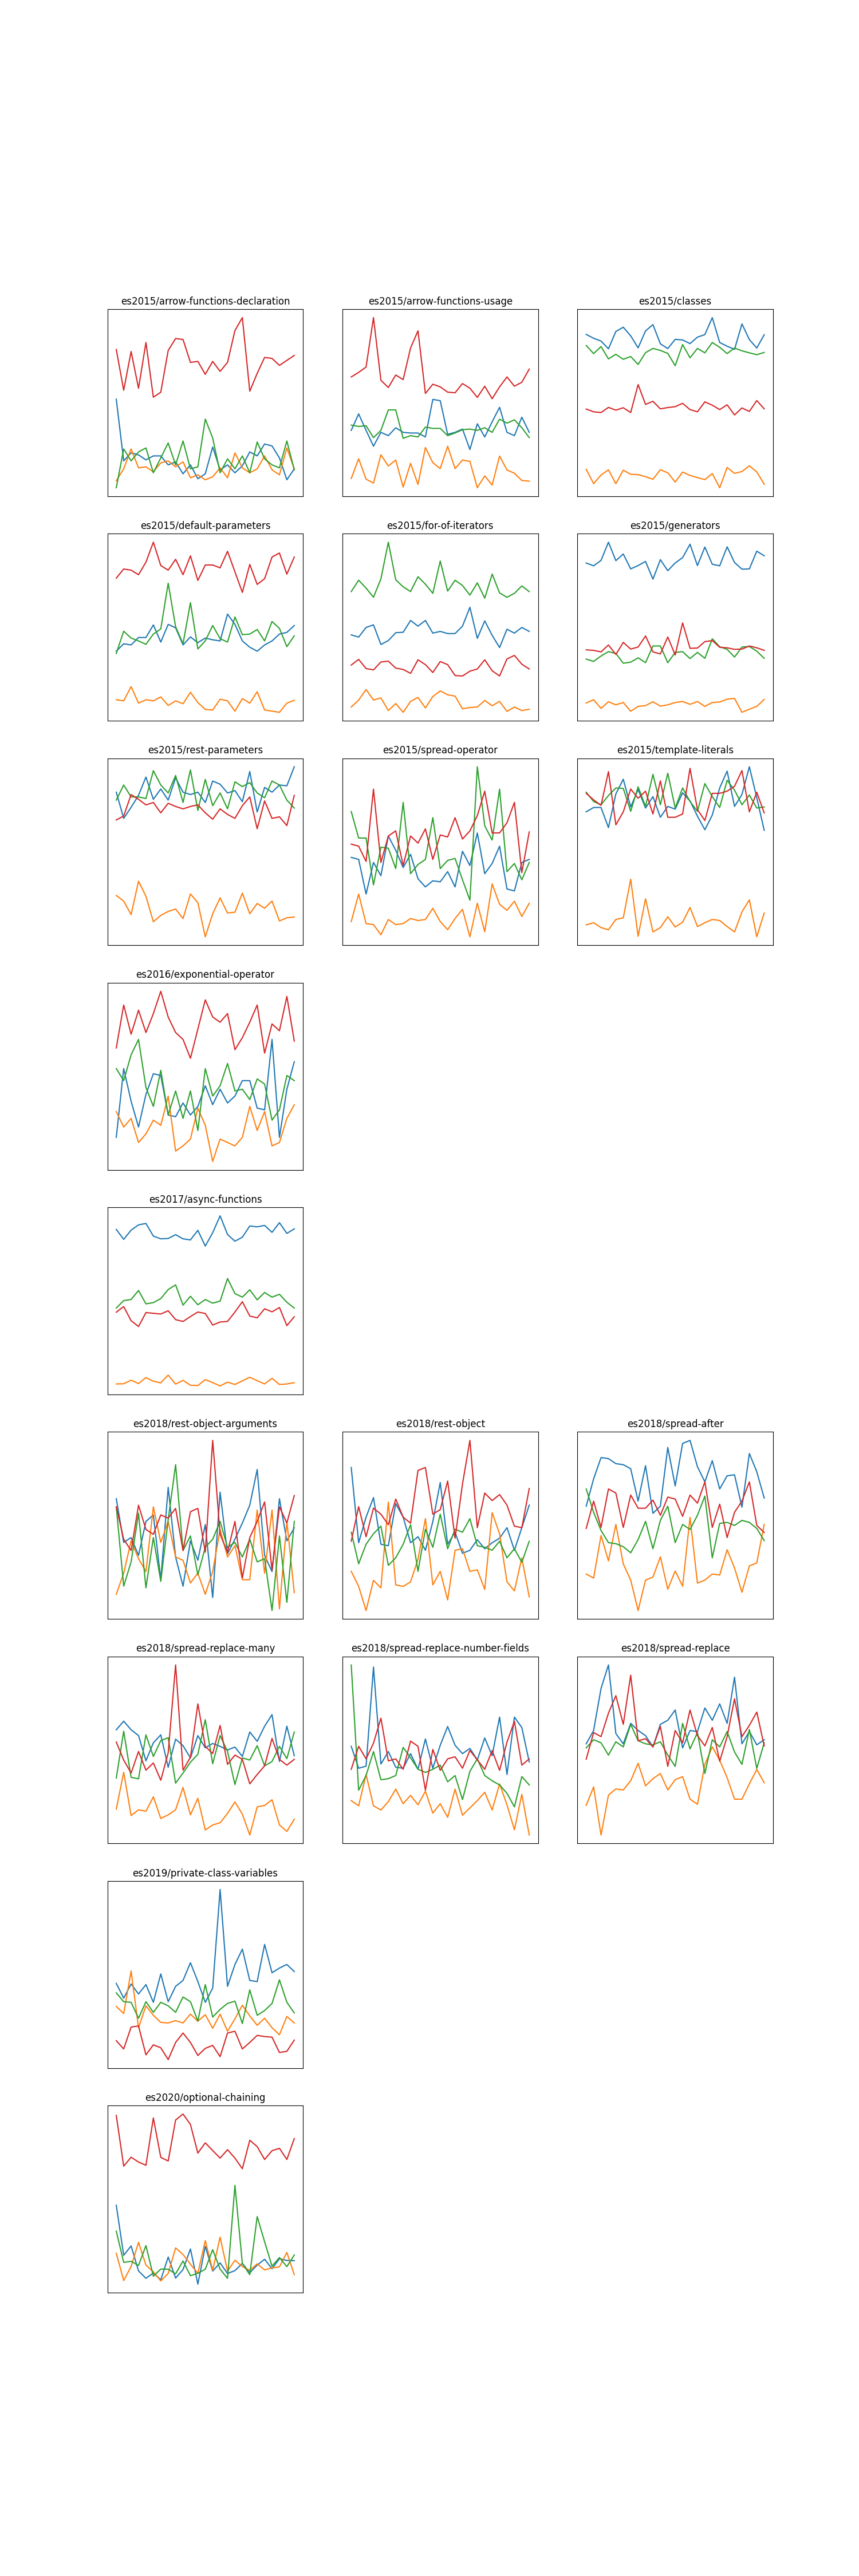 es2015/arrow-functions-declaration
es2015/arrow-functions-usage
es2015/classes
es2015/default-parameters
es2015/for-of-iterators
es2015/generators
es2015/rest-parameters
es2015/spread-operator
es2015/template-literals
es2016/exponential-operator
es2017/async-functions
es2018/rest-object-arguments
es2018/rest-object
es2018/spread-after
es2018/spread-replace-many
es2018/spread-replace-number-fields
es2018/spread-replace
es2019/private-class-variables
es2020/optional-chaining